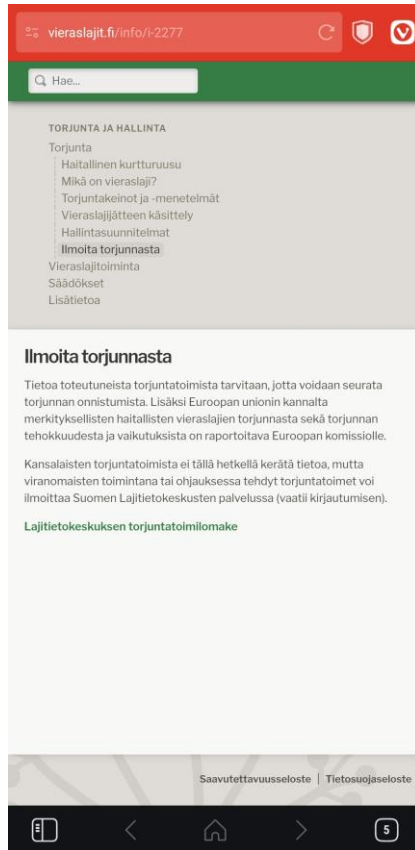 vieraslajit.fi/info/i-2277
Hae...
TORJUNTA JA HALLINTA
Torjunta
Haitallinen kurtturuusu
Mikä on vieraslaji?
Torjuntakeinot ja -menetelmät
Vieraslajijätteen käsittely
Hallintasuunnitelmat
Ilmoita torjunnasta
Vieraslajitoiminta
Säädökset
Lisätietoa
Ilmoita torjunnasta
Tietoa toteutuneista torjuntatoimista tarvitaan, jotta voidaan seurata
torjunnan onnistumista. Lisäksi Euroopan unionin kannalta
merkityksellisten haitallisten vieraslajien torjunnasta sekä torjunnan
tehokkuudesta ja vaikutuksista on raportoitava Euroopan komissiolle.
Kansalaisten torjuntatoimista ei tällä hetkellä kerätä tietoa, mutta
viranomaisten toimintana tai ohjauksessa tehdyt torjuntatoimet voi
ilmoittaa Suomen Lajitietokeskusten palvelussa (vaatii kirjautumisen).
Lajitietokeskuksen torjuntatoimilomake
Saavutettavuusseloste | Tietosuojaseloste
5